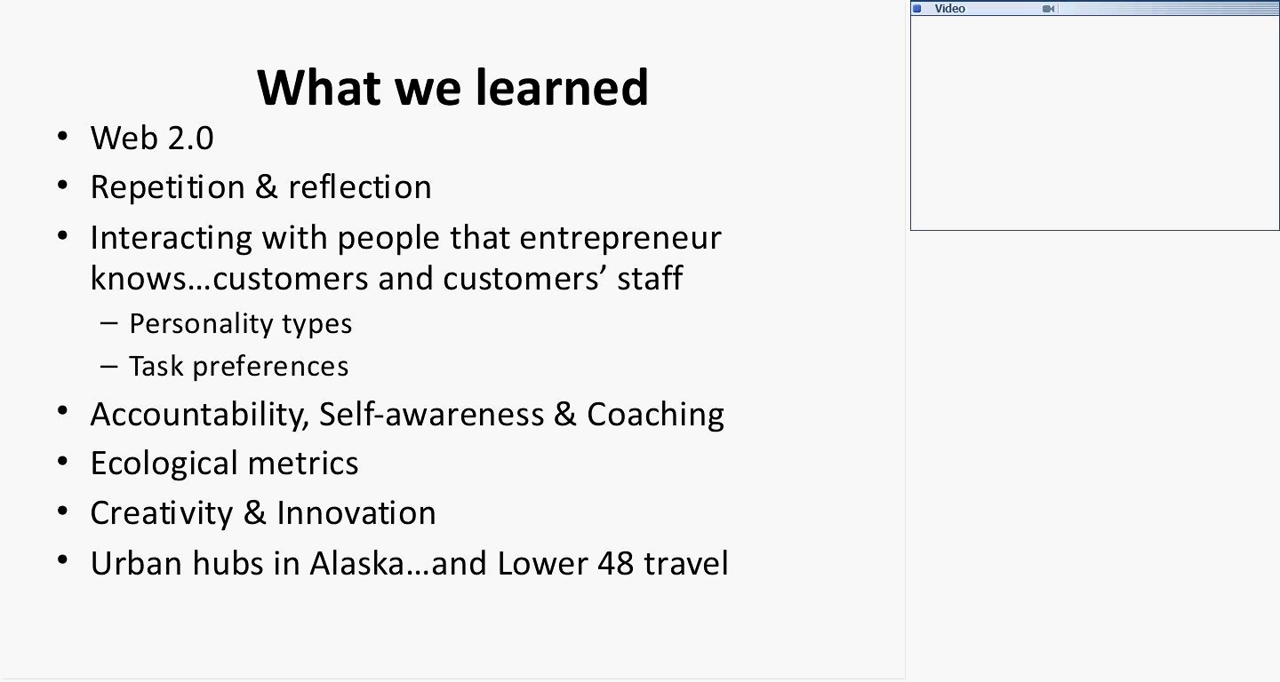 Video
What we learned
• Web 2.0
• Repetition & reflection
• Interacting with people that entrepreneur
knows…customers and customers’ staff
– Personality types
– Task preferences
• Accountability, Self-awareness & Coaching
• Ecological metrics
• Creativity & Innovation
• Urban hubs in Alaska…and Lower 48 travel